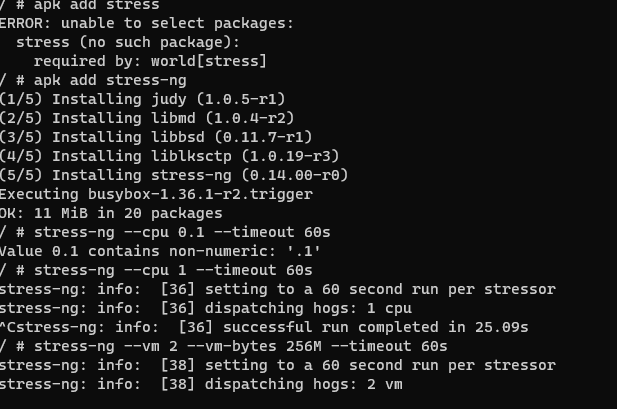 / # apk add stress
ERROR: unable to select packages:
  stress (no such package):
    required by: world[stress]
/ # apk add stress-ng
(1/5) Installing judy (1.0.5-r1)
(2/5) Installing libmd (1.0.4-r2)
(3/5) Installing libbsd (0.11.7-r1)
(4/5) Installing liblksctp (1.0.19-r3)
(5/5) Installing stress-ng (0.14.00-r0)
Executing busybox-1.36.1-r2.trigger
OK: 11 MiB in 20 packages
/ # stress-ng --cpu 0.1 --timeout 60s
Value 0.1 contains non-numeric: '.1'
/ # stress-ng --cpu 1 --timeout 60s
stress-ng: info:  [36] setting to a 60 second run per stressor
stress-ng: info:  [36] dispatching hogs: 1 cpu
^Cstress-ng: info:  [36] successful run completed in 25.09s
/ # stress-ng --vm 2 --vm-bytes 256M --timeout 60s
stress-ng: info:  [38] setting to a 60 second run per stressor
stress-ng: info:  [38] dispatching hogs: 2 vm